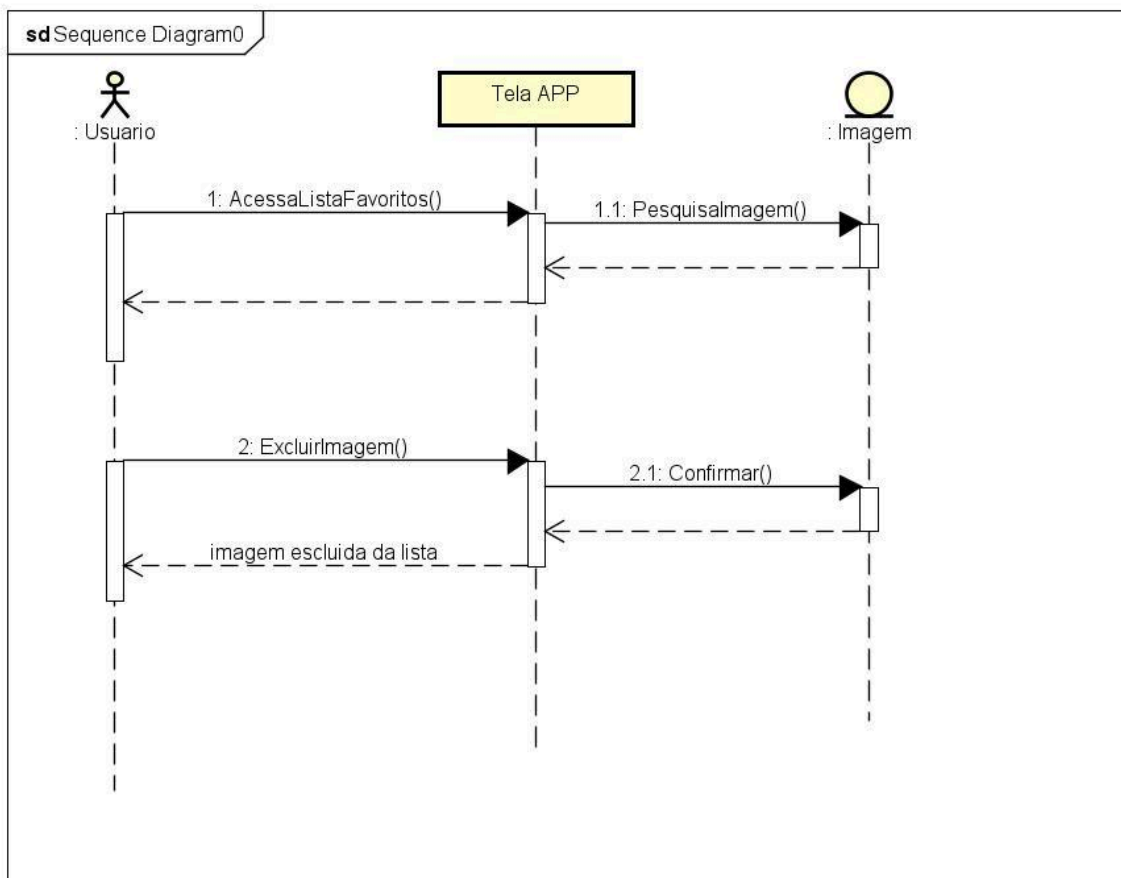 sd Sequence Diagram0
Tela APP
: Usuario
: Imagem
1: AcessaListaFavoritos()
1.1: PesquisaImagem()
2: ExcluirImagem()
2.1: Confirmar()
imagem escluida da lista